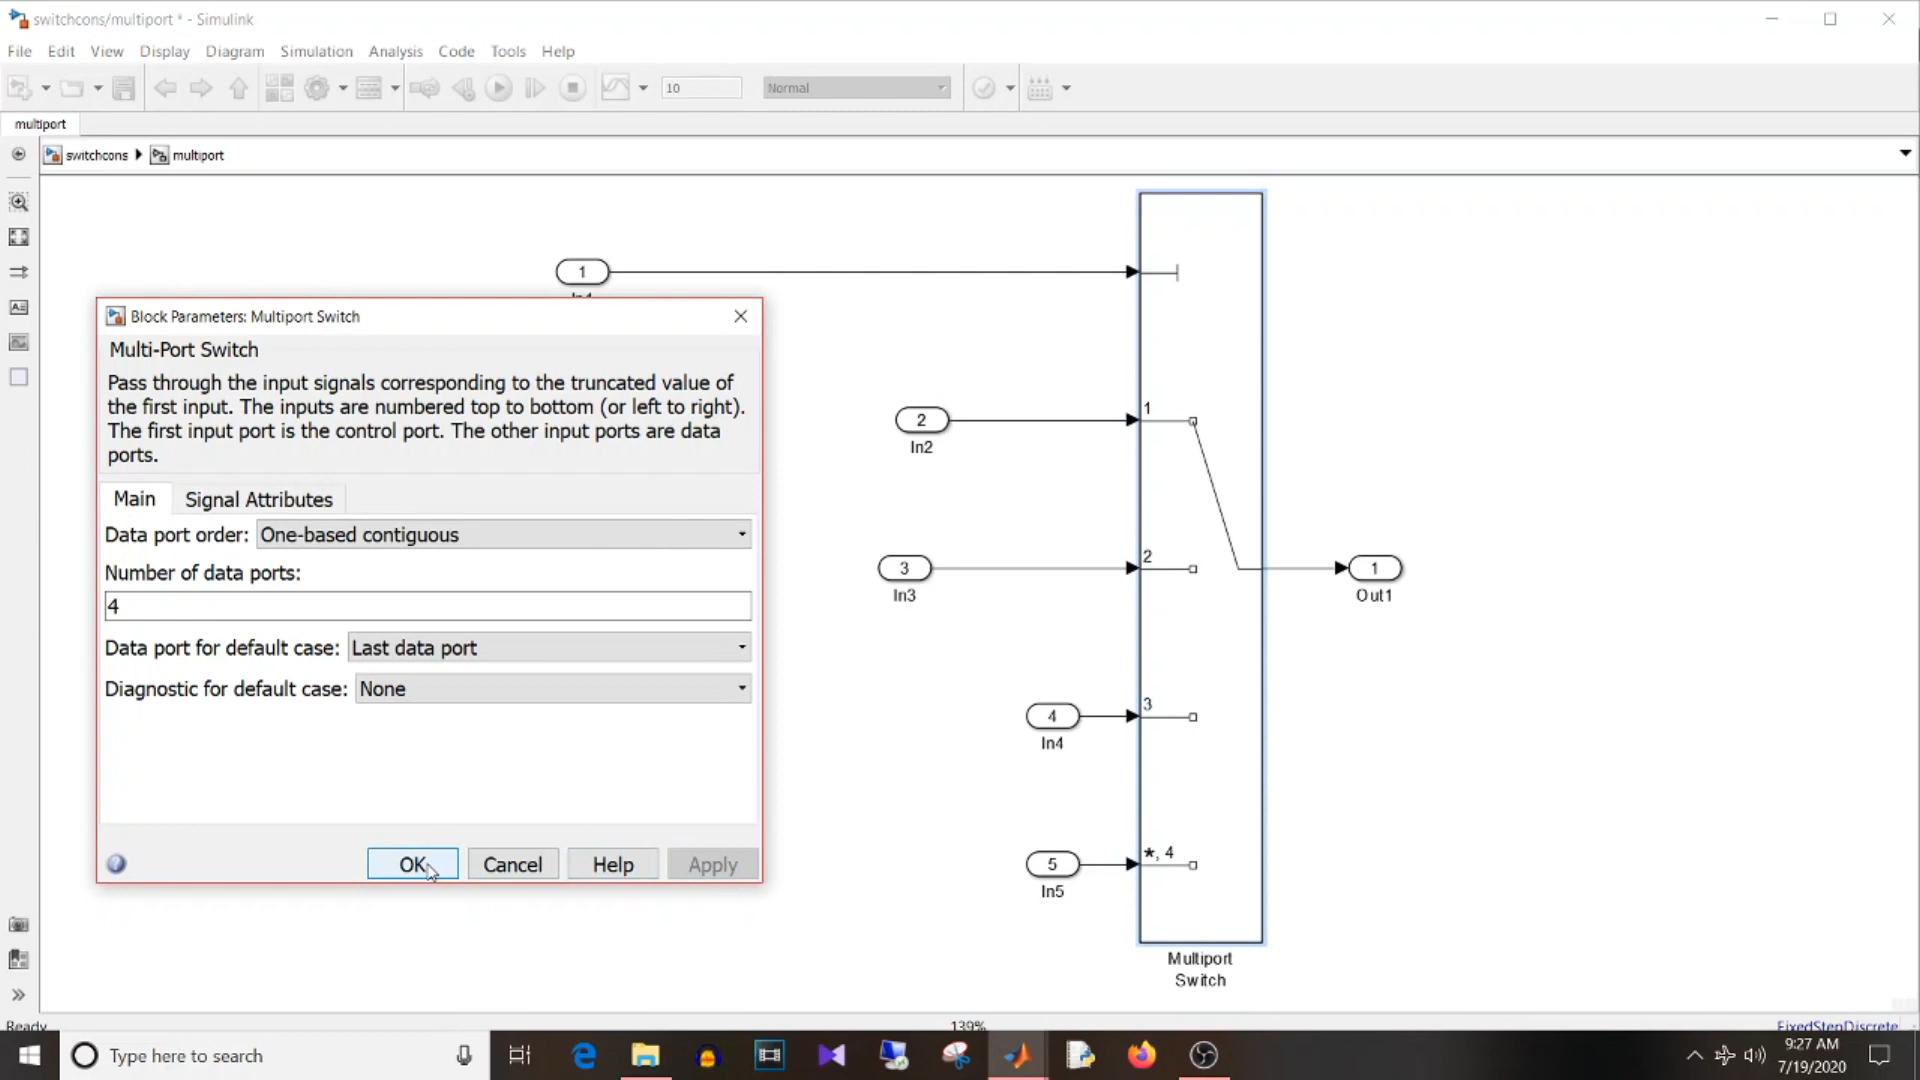 switchcons/multiport * - Simulink
File Edit View Display Diagram Simulation Analysis Code Tools Help
10 Normal
multiport
switchcons multiport
1
Block Parameters: Multiport Switch
Multi-Port Switch
Pass through the input signals corresponding to the truncated value of
the first input. The inputs are numbered top to bottom (or left to right).
The first input port is the control port. The other input ports are data
ports.
Main Signal Attributes
Data port order: One-based contiguous
Number of data ports:
4
Data port for default case: Last data port
Diagnostic for default case: None
OK Cancel Help Apply
2
In2
3
In3
4
In4
5
In5
1
2
3
*, 4
1
Out1
Multiport
Switch
Ready 139% FixedStepDiscrete
Type here to search
9:27 AM
7/19/2020